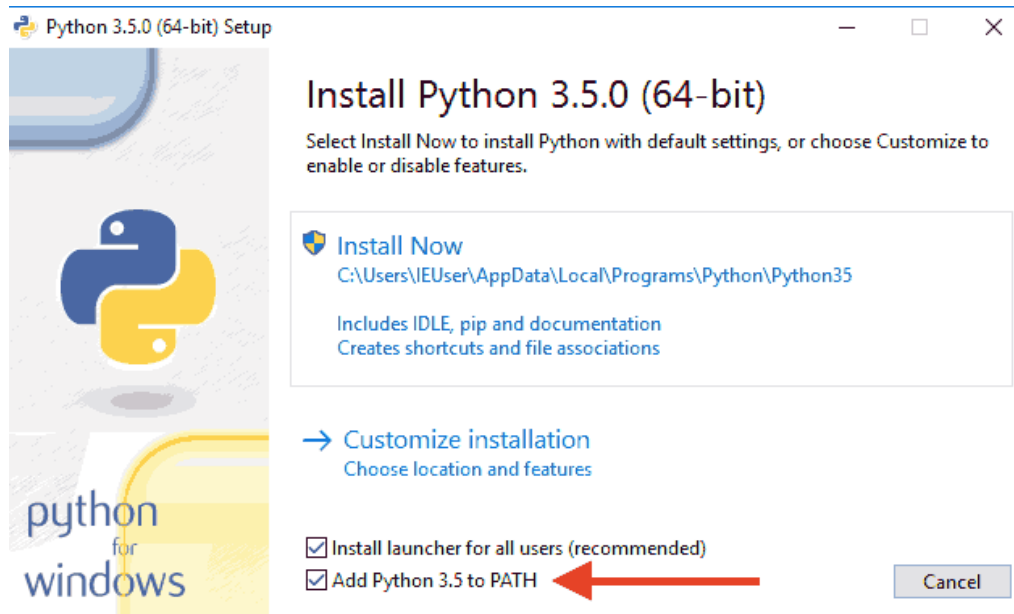 Python 3.5.0 (64-bit) Setup
Install Python 3.5.0 (64-bit)
Select Install Now to install Python with default settings, or choose Customize to
enable or disable features.
Install Now
C:\Users\IEUser\AppData\Local\Programs\Python\Python35
Includes IDLE, pip and documentation
Creates shortcuts and file associations
Customize installation
Choose location and features
python
for
windows
Install launcher for all users (recommended)
Add Python 3.5 to PATH
Cancel